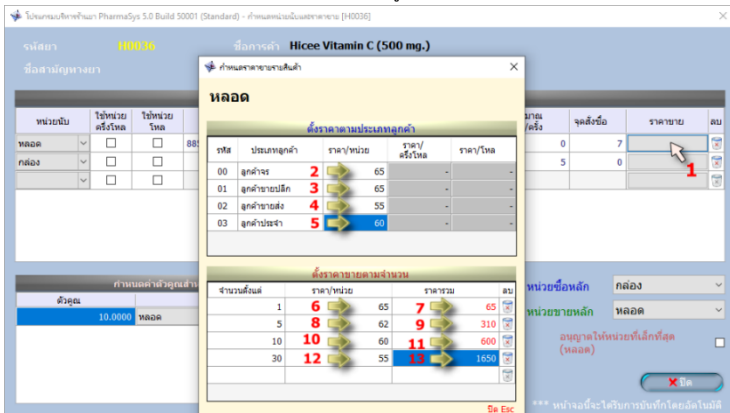 โปรแกรมบริหารร้านยา PharmaSys 5.0 Build 50001 (Standard) - กำหนดหน่วยนับและราคาขาย [H0036]
รหัสยา H0036 ชื่อการค้า Hicee Vitamin C (500 mg.)
ชื่อสามัญทางยา
กำหนดราคาขายรายสินค้า
หลอด
หน่วยนับ ใช้หน่วยครึ่งโหล ใช้หน่วยโหล จุดสั่งซื้อ ราคาขาย ลบ
หลอด 885 0 7 1
กล่อง 5 0
ตั้งราคาตามประเภทลูกค้า
รหัส ประเภทลูกค้า ราคา/หน่วย ราคา/ครึ่งโหล ราคา/โหล
00 ลูกค้าจร 2 65 - -
01 ลูกค้าขายปลีก 3 65 - -
02 ลูกค้าขายส่ง 4 55 - -
03 ลูกค้าประจำ 5 60 - -
ตั้งราคาขายตามจำนวน
จำนวนตั้งแต่ ราคา/หน่วย ราคารวม ลบ
1 6 65 7 65
5 8 62 9 310
10 10 60 11 600
30 12 55 13 1650
ปิด Esc
ตัวคูณ
10.0000 หลอด
หน่วยซื้อหลัก กล่อง
หน่วยขายหลัก หลอด
อนุญาตให้หน่วยที่เล็กที่สุด
(หลอด)
ปิด
*** หน้าจอนี้จะได้รับการบันทึกโดยอัตโนมัติ